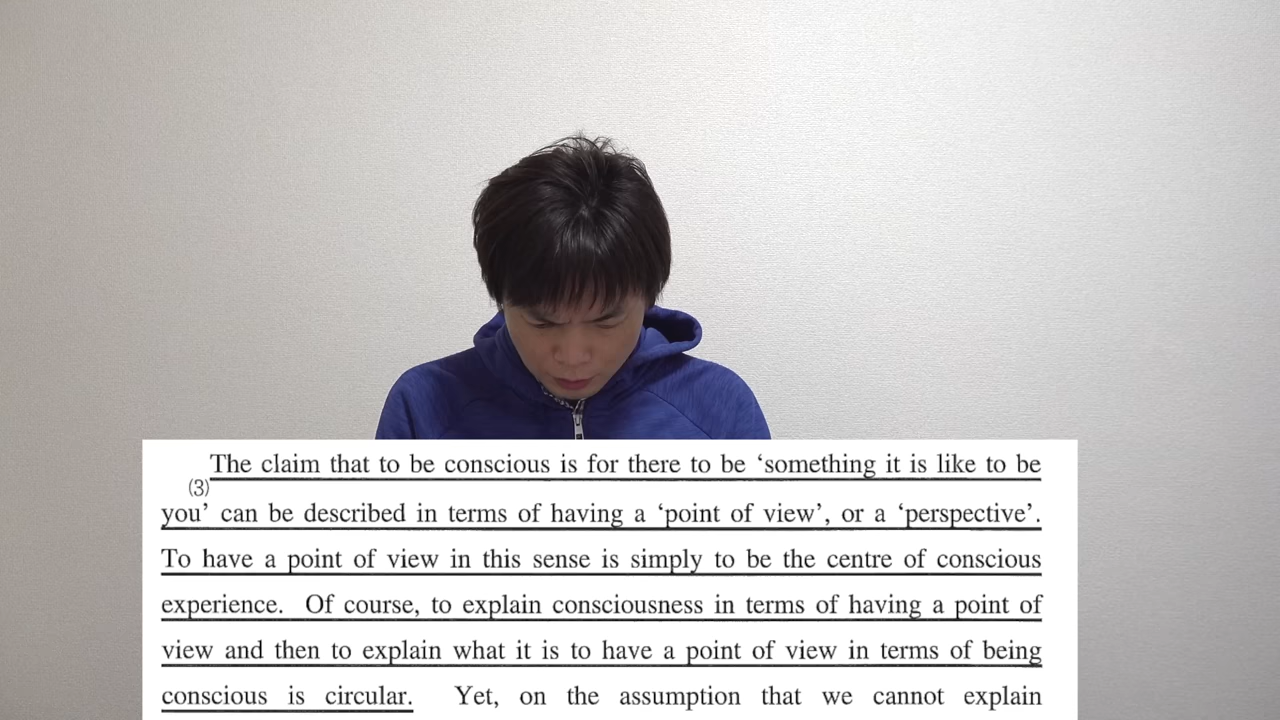 The claim that to be conscious is for there to be ‘something it is like to be
(3)
you’ can be described in terms of having a ‘point of view’, or a ‘perspective’.
To have a point of view in this sense is simply to be the centre of conscious
experience. Of course, to explain consciousness in terms of having a point of
view and then to explain what it is to have a point of view in terms of being
conscious is circular. Yet, on the assumption that we cannot explain